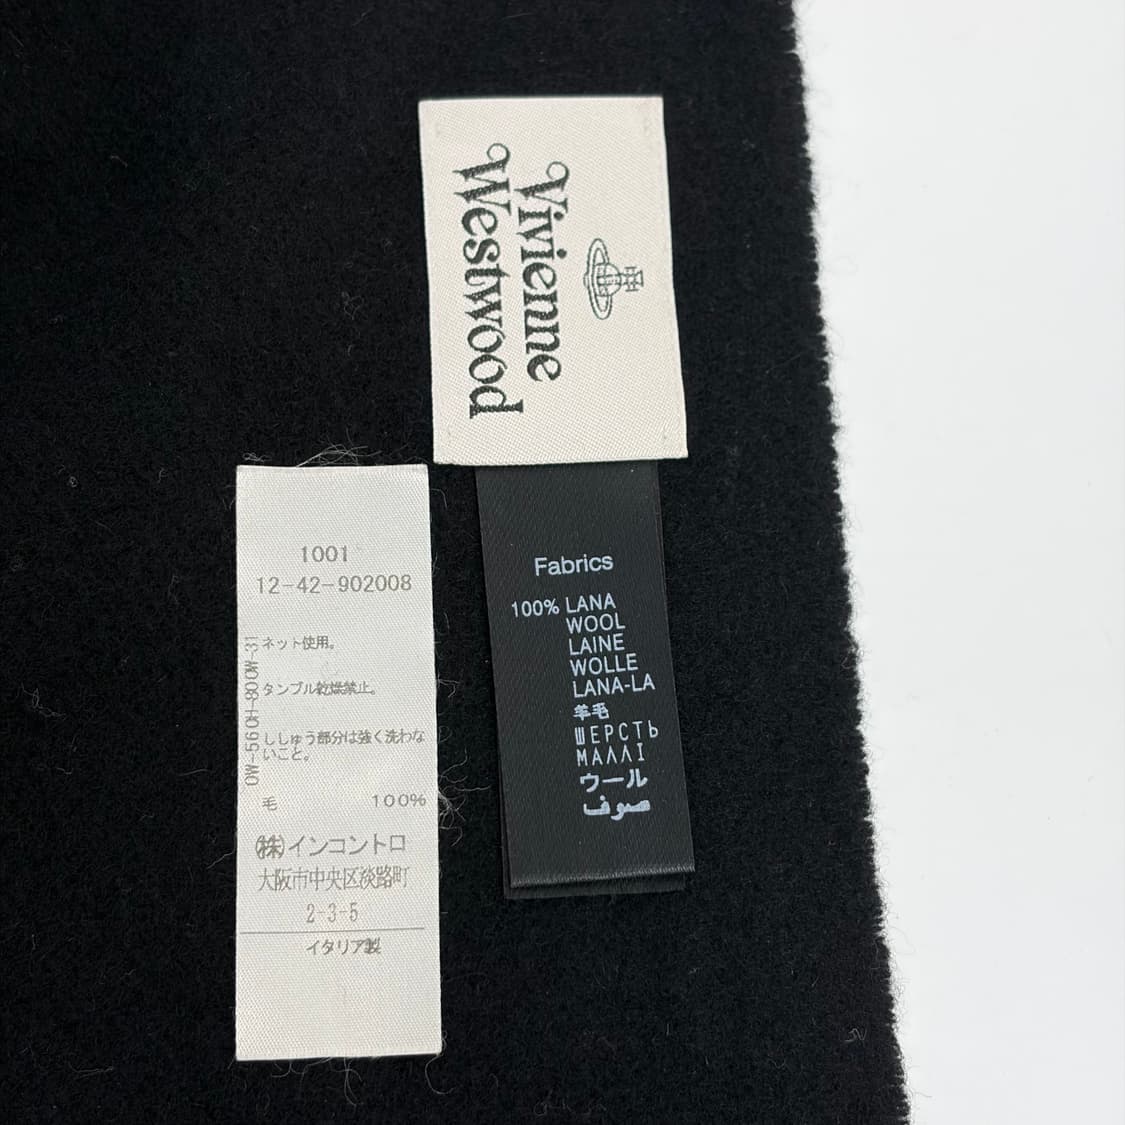 Vivienne
Westwood
1001
12-42-902008
ネット使用。
タンブル乾燥禁止。
ししゅう部分は強く洗わな
いこと。
毛 100%
㈱インコントロ
大阪市中央区淡路町
2-3-5
イタリア製
Fabrics
100% LANA
WOOL
LAINE
WOLLE
LANA-LA
羊毛
ШЕРСТЬ
ΜΑΛΛΙ
ウール
صوف